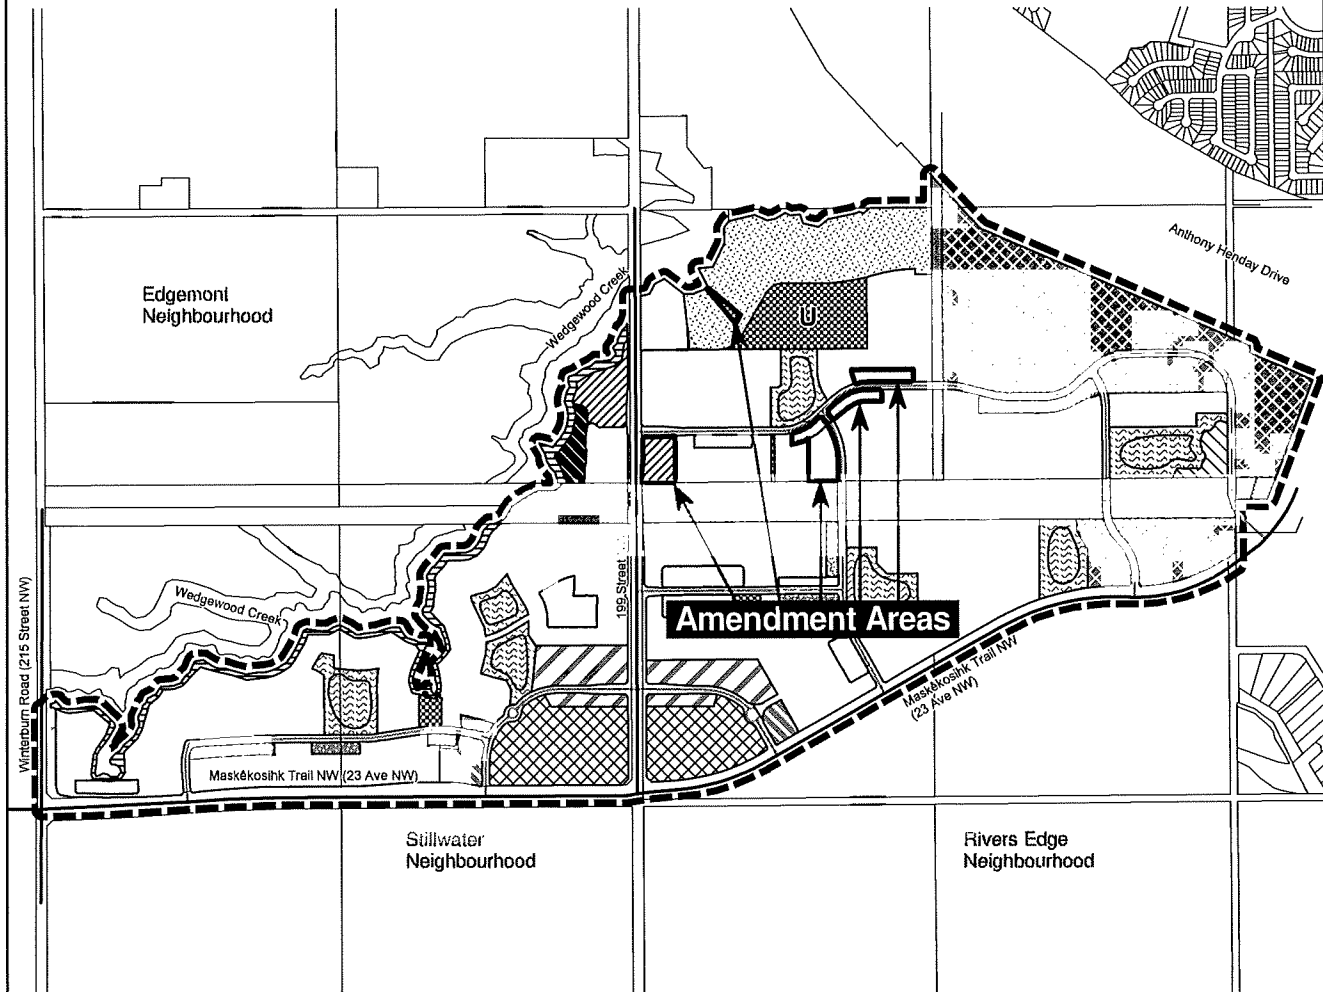 Anthony Henday Drive
Edgemont
Neighbourhood
Wedgewood Creek
U
Winterburn Road (215 Street NW)
Wedgewood Creek
199 Street
Amendment Areas
Maskêkosihk Trail NW
(23 Ave NW)
Maskêkosihk Trail NW (23 Ave NW)
Stillwater
Neighbourhood
Rivers Edge
Neighbourhood